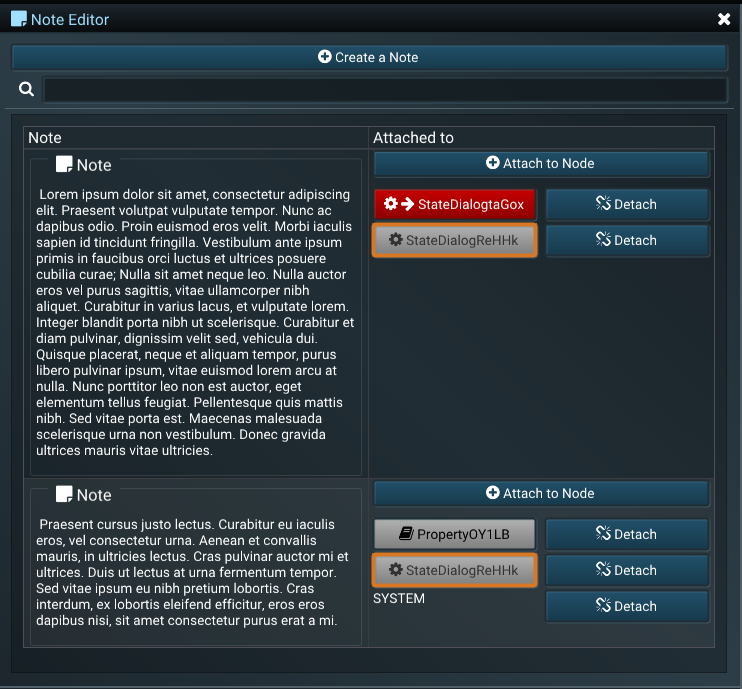 Note Editor
Create a Note
Note Attached to
Note
Lorem ipsum dolor sit amet, consectetur adipiscing
elit. Praesent volutpat vulputate tempor. Nunc ac
dapibus odio. Proin euismod eros velit. Morbi iaculis
sapien id tincidunt fringilla. Vestibulum ante ipsum
primis in faucibus orci luctus et ultrices posuere
cubilia curae; Nulla sit amet neque leo. Nulla auctor
eros vel purus sagittis, vitae ullamcorper nibh
aliquet. Curabitur in varius lacus, et vulputate lorem.
Integer blandit porta nibh ut scelerisque. Curabitur et
diam pulvinar, dignissim velit sed, vehicula dui.
Quisque placerat, neque et aliquam tempor, purus
libero pulvinar ipsum, vitae euismod lorem arcu at
nulla. Nunc porttitor leo non est auctor, eget
elementum tellus feugiat. Pellentesque quis mattis
nibh. Sed vitae porta est. Maecenas malesuada
scelerisque urna non vestibulum. Donec gravida
ultrices mauris vitae ultricies.
Attach to Node
StateDialogtaGox Detach
StateDialogReHHk Detach
Note
Praesent cursus justo lectus. Curabitur eu iaculis
eros, vel consectetur urna. Aenean et convallis
mauris, in ultricies lectus. Cras pulvinar auctor mi et
ultrices. Duis ut lectus at urna fermentum tempor.
Sed vitae ipsum eu nibh pretium lobortis. Cras
interdum, ex lobortis eleifend efficitur, eros eros
dapibus nisi, sit amet consectetur purus erat a mi.
Attach to Node
PropertyOY1LB Detach
StateDialogReHHk Detach
SYSTEM Detach